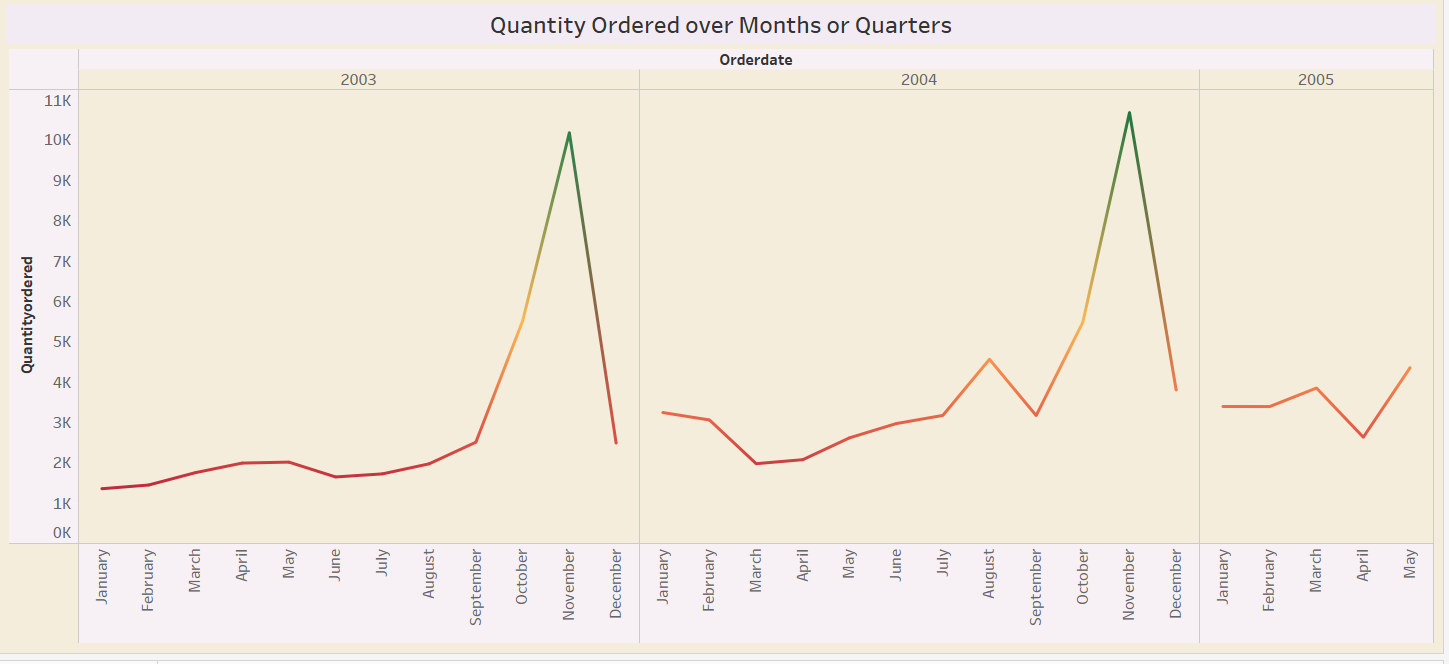 Quantity Ordered over Months or Quarters
Orderdate
2003 2004 2005
11K
10K
9K
8K
7K
6K
5K
4K
3K
2K
1K
0K
Quantityordered
January February March April May June July August September October November December January February March April May June July August September October November December January February March April May